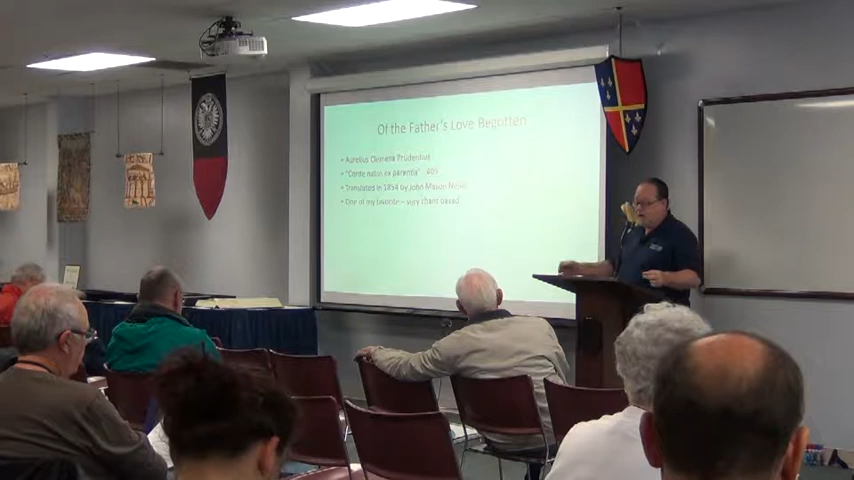 Of the Father's Love Begotten
• Aurelius Clemens Prudentius
• "Corde natus ex parentis" 405
• Translated in 1854 by John Mason Neale
• One of my favorite – very chant based